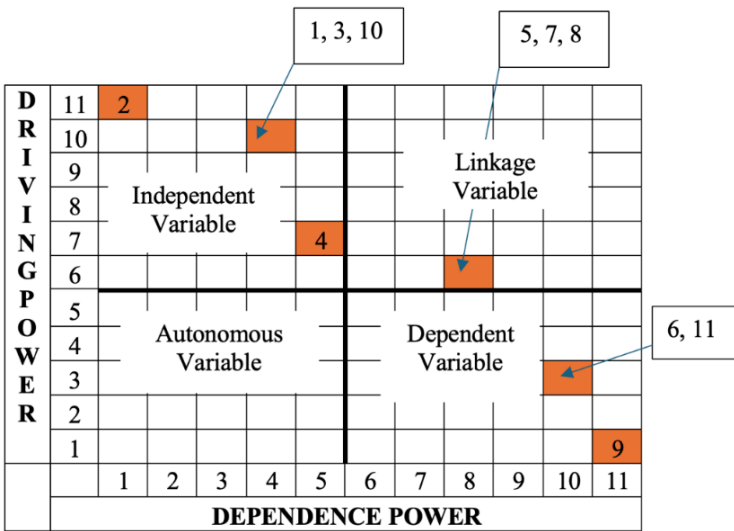 1, 3, 10
5, 7, 8
DRIVINGPOWER
11 2
10
9
8
7 4
6
5
4
3
2
1 9
Independent
Variable
Linkage
Variable
Autonomous
Variable
Dependent
Variable
6, 11
1 2 3 4 5 6 7 8 9 10 11
DEPENDENCE POWER